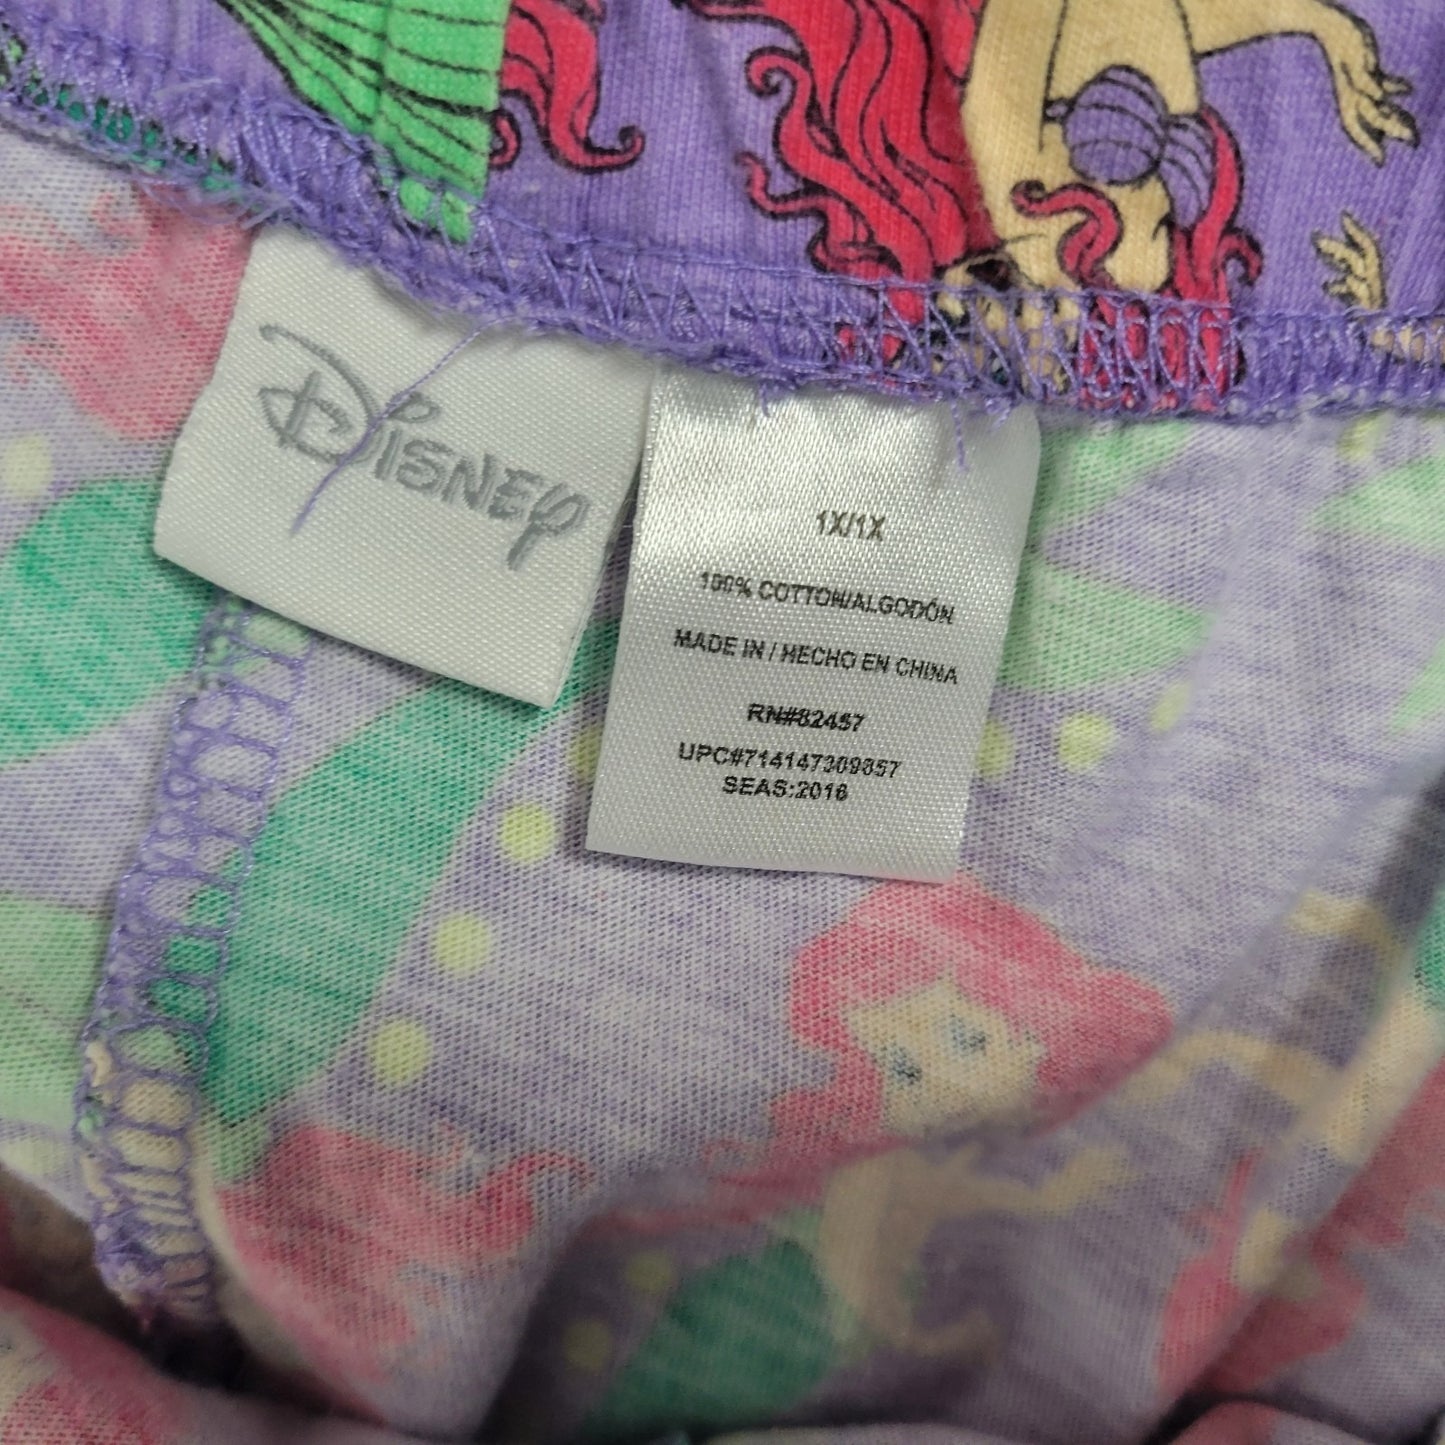 Disney
1X/1X
100% COTTON/ALGODÓN
MADE IN / HECHO EN CHINA
RN#82457
UPC#714147309857
SEAS:2016